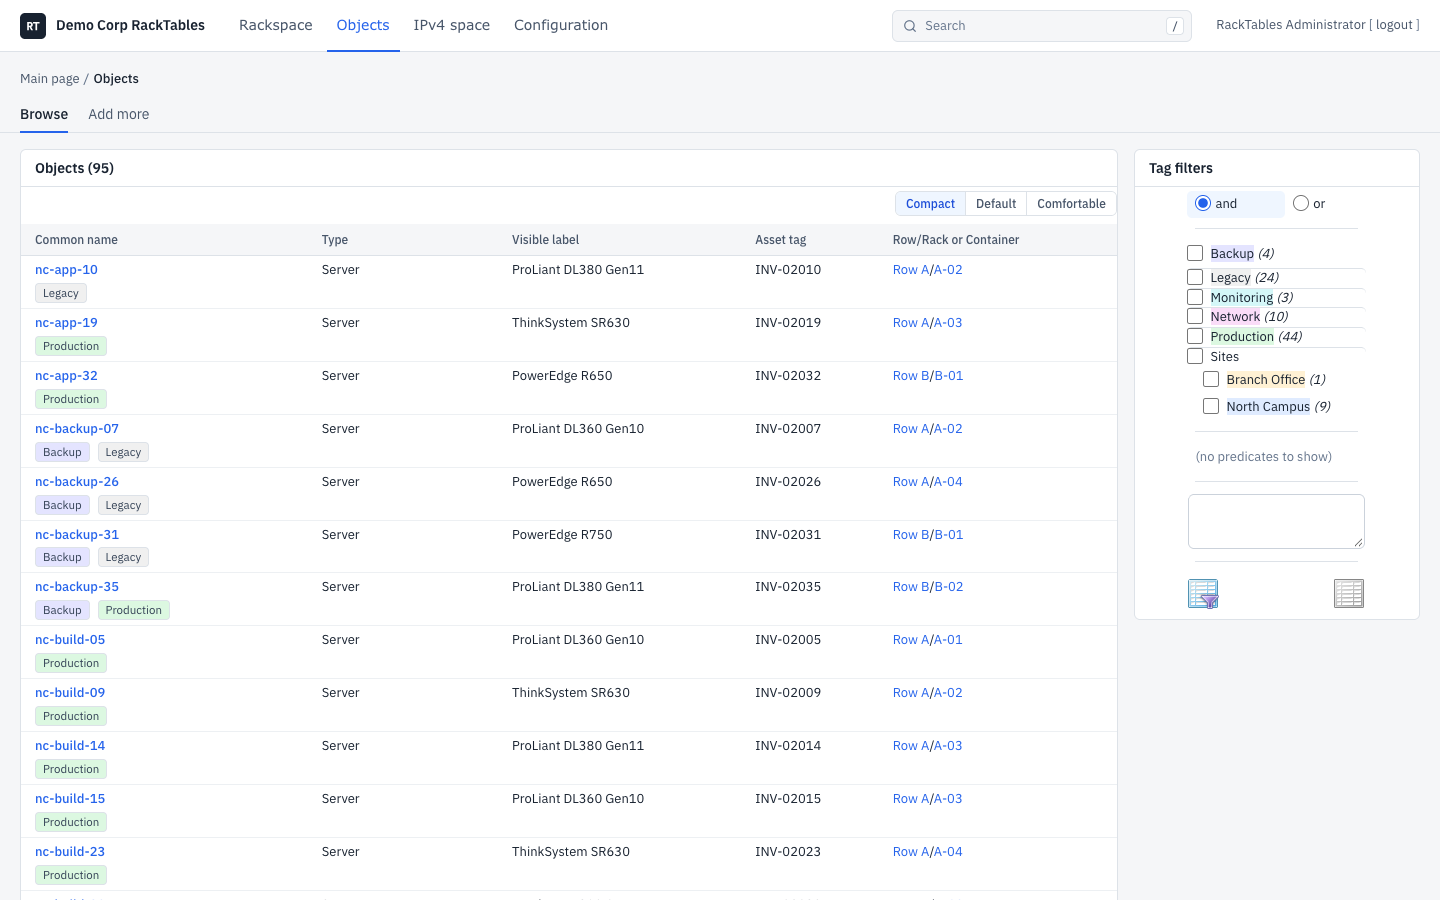 RT Demo Corp RackTables Rackspace Objects IPv4 space Configuration Search / RackTables Administrator [ logout ]
Main page / Objects
Browse Add more
Objects (95)
Compact Default Comfortable
Common name Type Visible label Asset tag Row/Rack or Container
nc-app-10 Server ProLiant DL380 Gen11 INV-02010 Row A/A-02
Legacy
nc-app-19 Server ThinkSystem SR630 INV-02019 Row A/A-03
Production
nc-app-32 Server PowerEdge R650 INV-02032 Row B/B-01
Production
nc-backup-07 Server ProLiant DL360 Gen10 INV-02007 Row A/A-02
Backup Legacy
nc-backup-26 Server PowerEdge R650 INV-02026 Row A/A-04
Backup Legacy
nc-backup-31 Server PowerEdge R750 INV-02031 Row B/B-01
Backup Legacy
nc-backup-35 Server ProLiant DL380 Gen11 INV-02035 Row B/B-02
Backup Production
nc-build-05 Server ProLiant DL360 Gen10 INV-02005 Row A/A-01
Production
nc-build-09 Server ThinkSystem SR630 INV-02009 Row A/A-02
Production
nc-build-14 Server ProLiant DL380 Gen11 INV-02014 Row A/A-03
Production
nc-build-15 Server ProLiant DL360 Gen10 INV-02015 Row A/A-03
Production
nc-build-23 Server ThinkSystem SR630 INV-02023 Row A/A-04
Production
Tag filters
and or
Backup (4)
Legacy (24)
Monitoring (3)
Network (10)
Production (44)
Sites
Branch Office (1)
North Campus (9)
(no predicates to show)